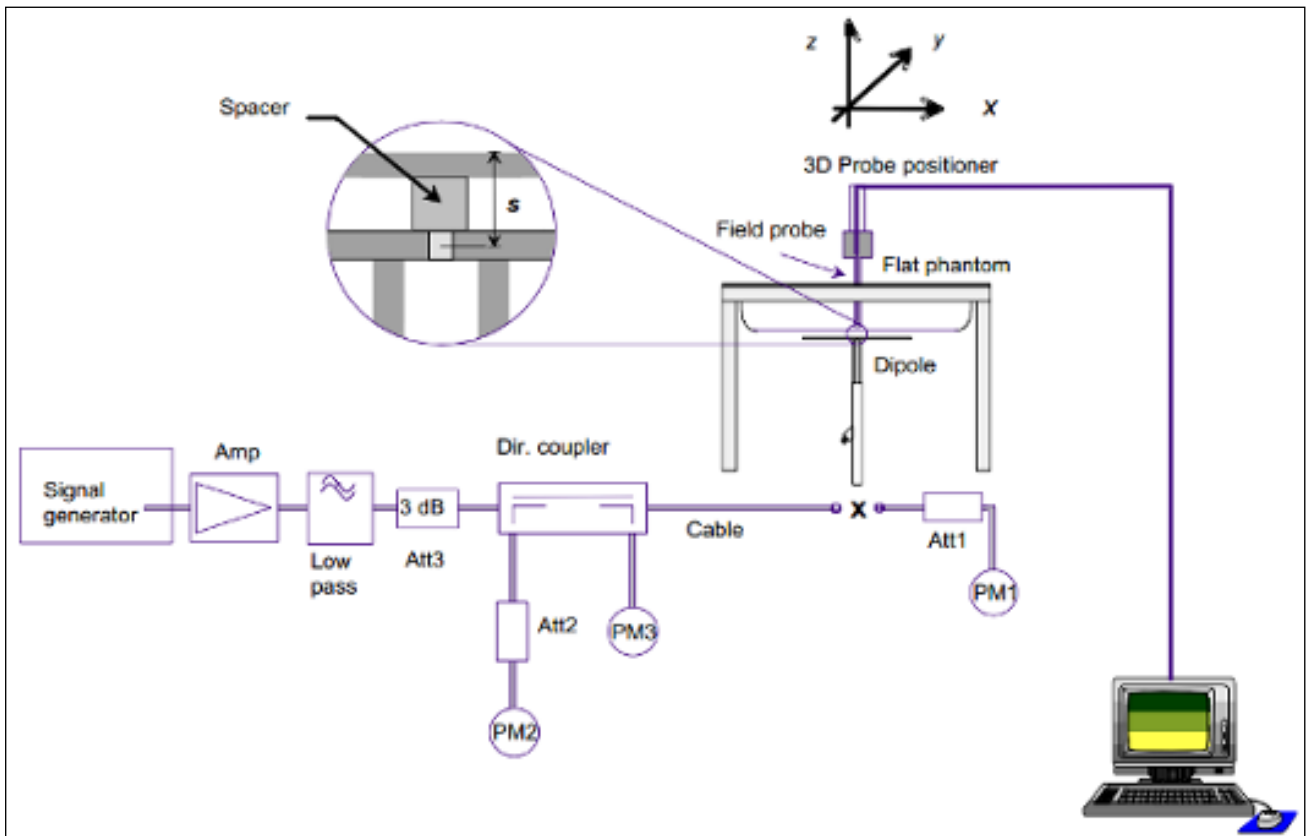 z
y
x
Spacer
3D Probe positioner
s
Field probe
Flat phantom
Dipole
Amp
Dir. coupler
Signal
generator
3 dB
Cable
X
Low
pass
Att3
Att1
PM1
Att2
PM3
PM2